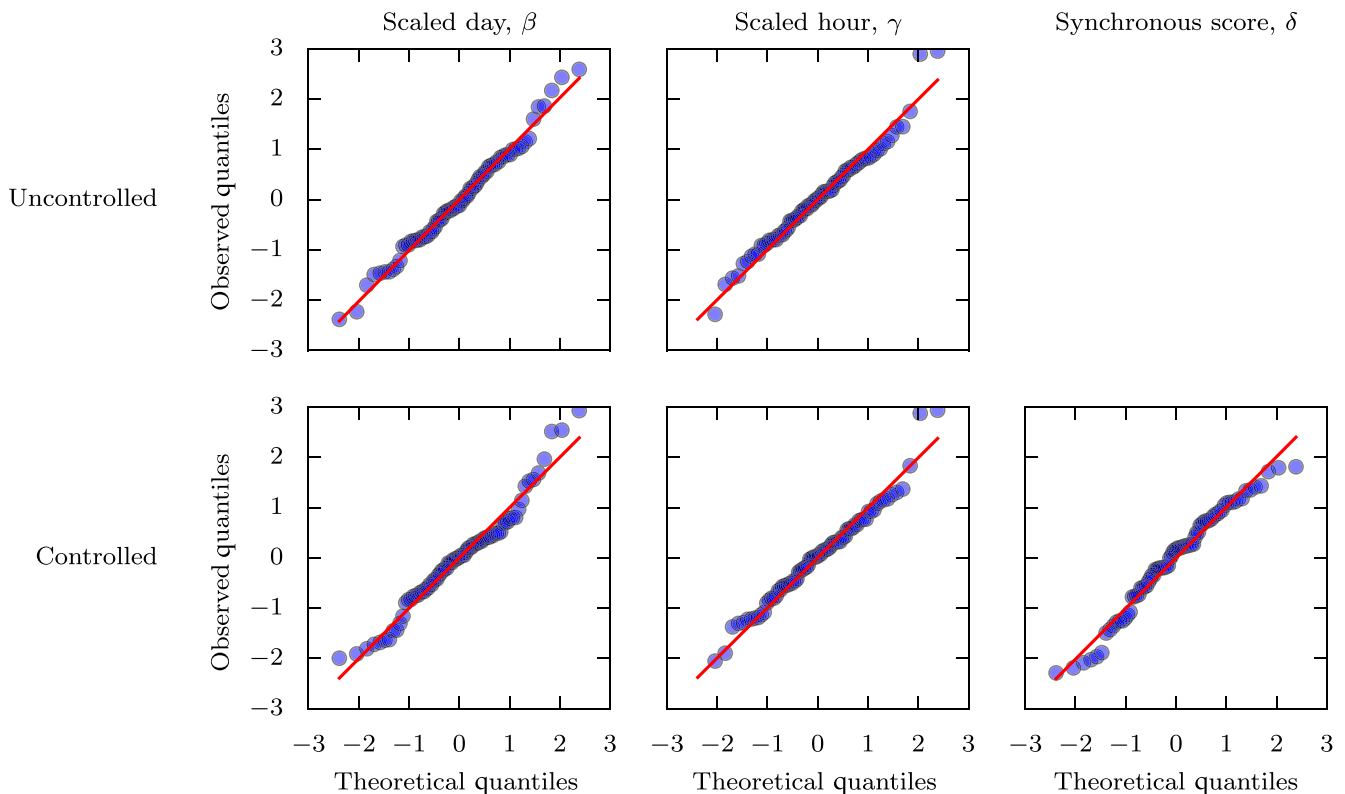 Scaled day, β
Scaled hour, γ
Synchronous score, δ
Uncontrolled
Observed quantiles
3
2
1
0
−1
−2
−3
Controlled
Observed quantiles
3
2
1
0
−1
−2
−3
−3 −2 −1 0 1 2 3
−3 −2 −1 0 1 2 3
−3 −2 −1 0 1 2 3
Theoretical quantiles
Theoretical quantiles
Theoretical quantiles